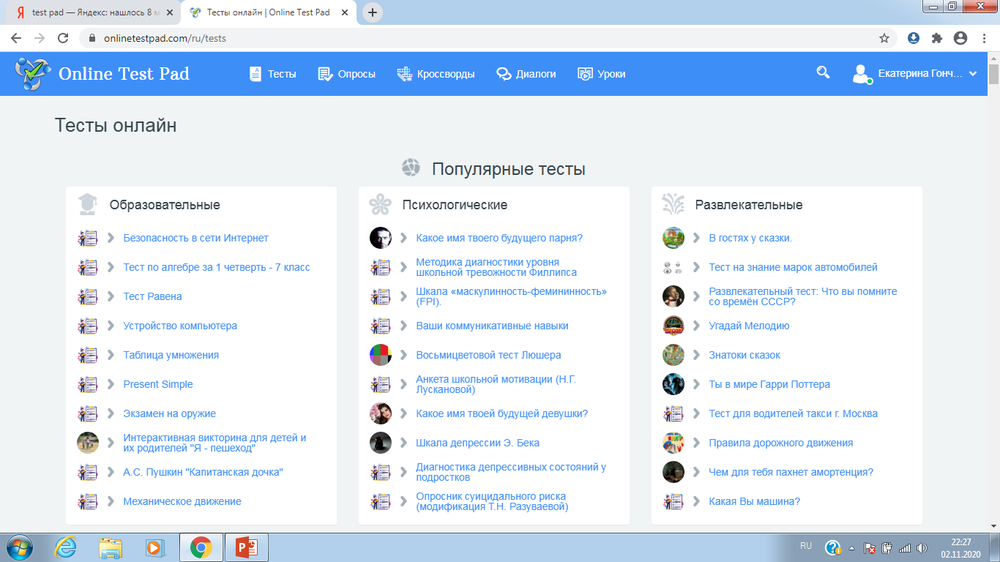 test pad — Яндекс: нашлось 8 м
Тесты онлайн | Online Test Pad
onlinetestpad.com/ru/tests
Online Test Pad
Тесты
Опросы
Кроссворды
Диалоги
Уроки
Екатерина Гонч...
Тесты онлайн
Популярные тесты
Образовательные
Безопасность в сети Интернет
Тест по алгебре за 1 четверть - 7 класс
Тест Равена
Устройство компьютера
Таблица умножения
Present Simple
Экзамен на оружие
Интерактивная викторина для детей и
их родителей "Я - пешеход"
А.С. Пушкин "Капитанская дочка"
Механическое движение
Психологические
Какое имя твоего будущего парня?
Методика диагностики уровня
школьной тревожности Филлипса
Шкала «маскулинность-фемининность»
(FPI).
Ваши коммуникативные навыки
Восьмицветовой тест Люшера
Анкета школьной мотивации (Н.Г.
Лускановой)
Какое имя твоей будущей девушки?
Шкала депрессии Э. Бека
Диагностика депрессивных состояний у
подростков
Опросник суицидального риска
(модификация Т.Н. Разуваевой)
Развлекательные
В гостях у сказки.
Тест на знание марок автомобилей
Развлекательный тест: Что вы помните
со времён СССР?
Угадай Мелодию
Знатоки сказок
Ты в мире Гарри Поттера
Тест для водителей такси г. Москва
Правила дорожного движения
Чем для тебя пахнет амортенция?
Какая Вы машина?
RU
22:27
02.11.2020